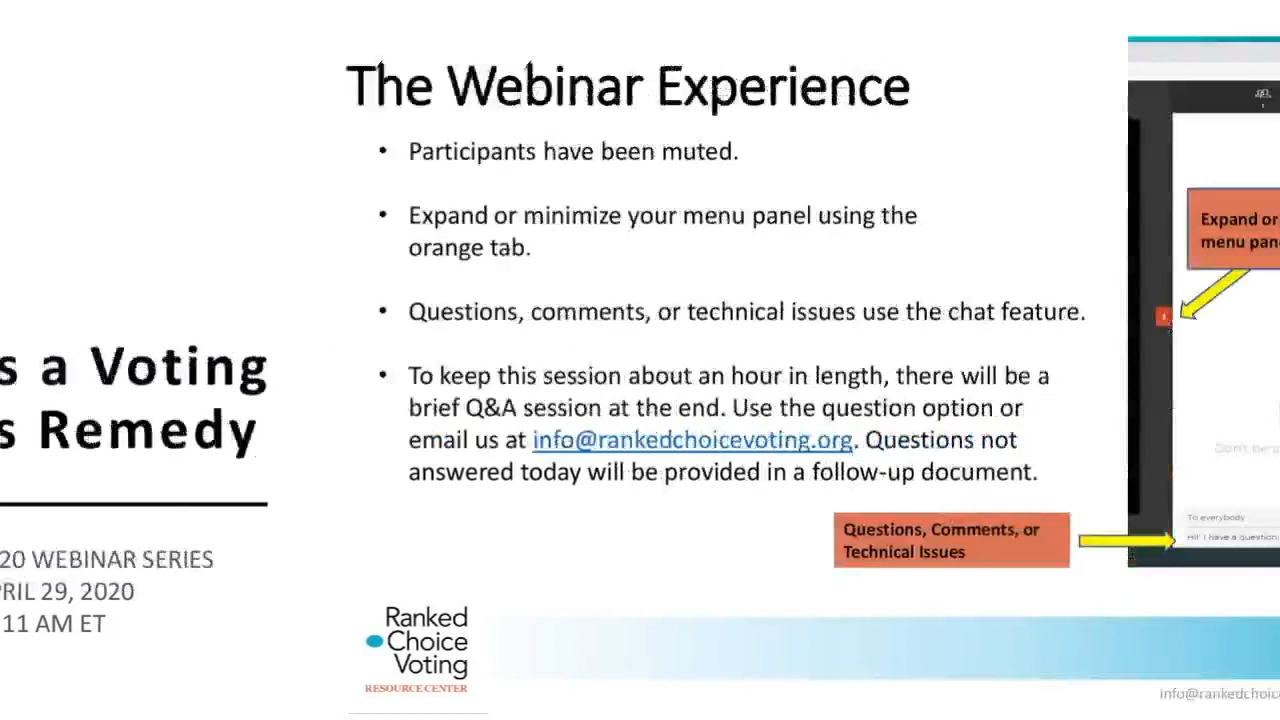 s a Voting
s Remedy
20 WEBINAR SERIES
PRIL 29, 2020
11 AM ET
The Webinar Experience
• Participants have been muted.
• Expand or minimize your menu panel using the
orange tab.
• Questions, comments, or technical issues use the chat feature.
• To keep this session about an hour in length, there will be a
brief Q&A session at the end. Use the question option or
email us at info@rankedchoicevoting.org. Questions not
answered today will be provided in a follow-up document.
Expand or
menu pan
To everybody
Hi! I have a question
Questions, Comments, or
Technical Issues
Ranked
Choice
Voting
RESOURCE CENTER
info@rankedchoic